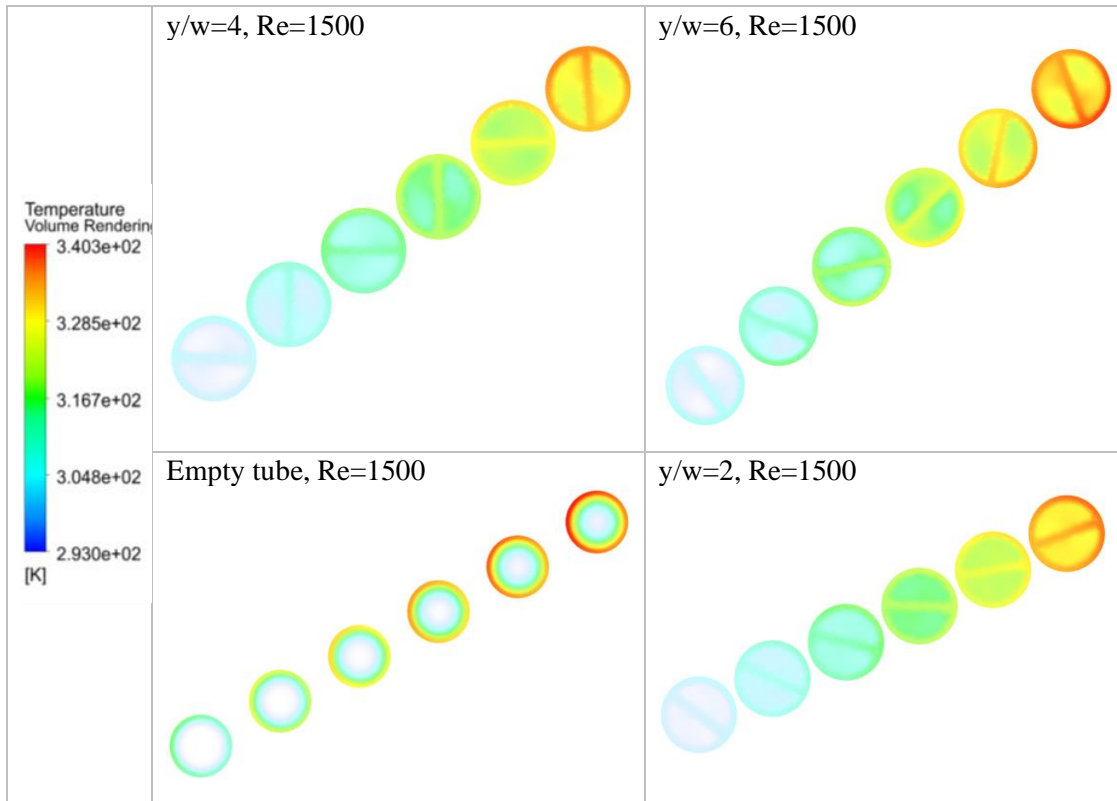 y/w=4, Re=1500
y/w=6, Re=1500
Temperature
Volume Rendering
3.403e+02
3.285e+02
3.167e+02
3.048e+02
2.930e+02
[K]
Empty tube, Re=1500
y/w=2, Re=1500